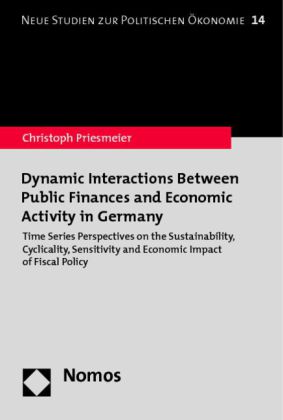 Neue Studien zur Politischen Ökonomie 14
Christoph Priesmeier
Dynamic Interactions Between
Public Finances and Economic
Activity in Germany
Time Series Perspectives on the Sustainability,
Cyclicality, Sensitivity and Economic Impact
of Fiscal Policy
Nomos